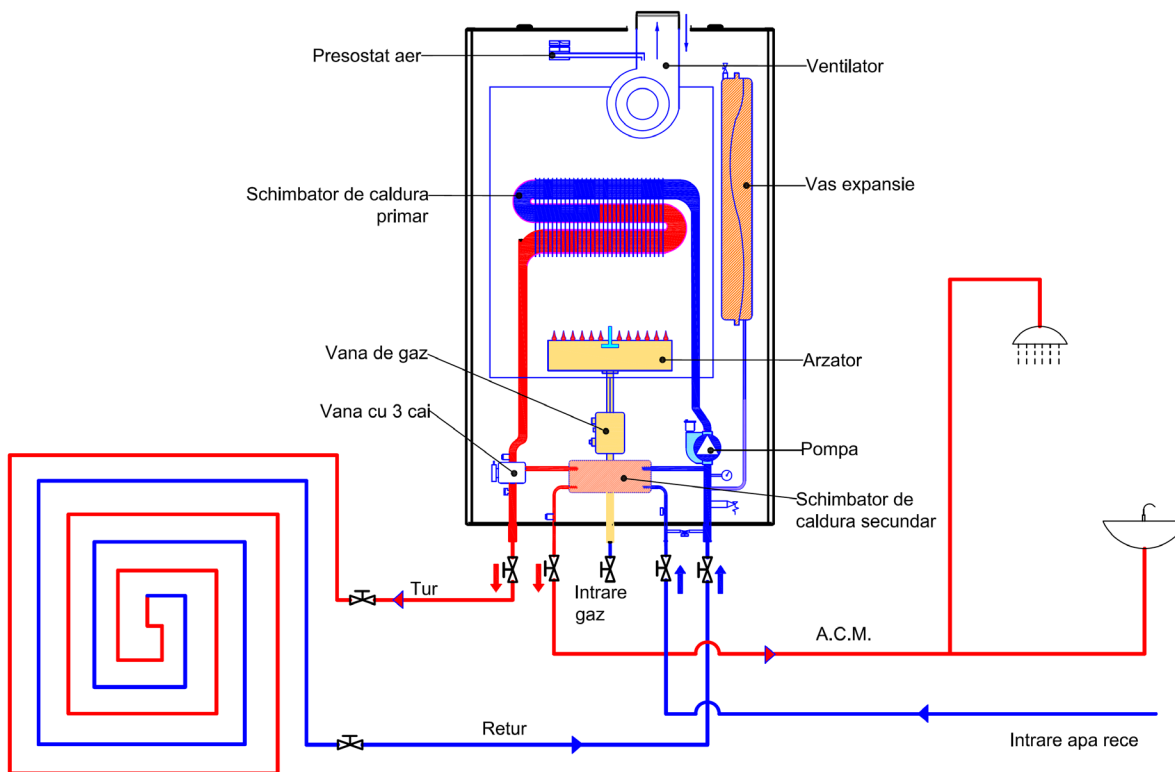 Presostat aer
Ventilator
Schimbator de caldura
primar
Vas expansie
Vana de gaz
Arzator
Vana cu 3 cai
Pompa
Schimbator de
caldura secundar
Tur
Intrare
gaz
A.C.M.
Retur
Intrare apa rece